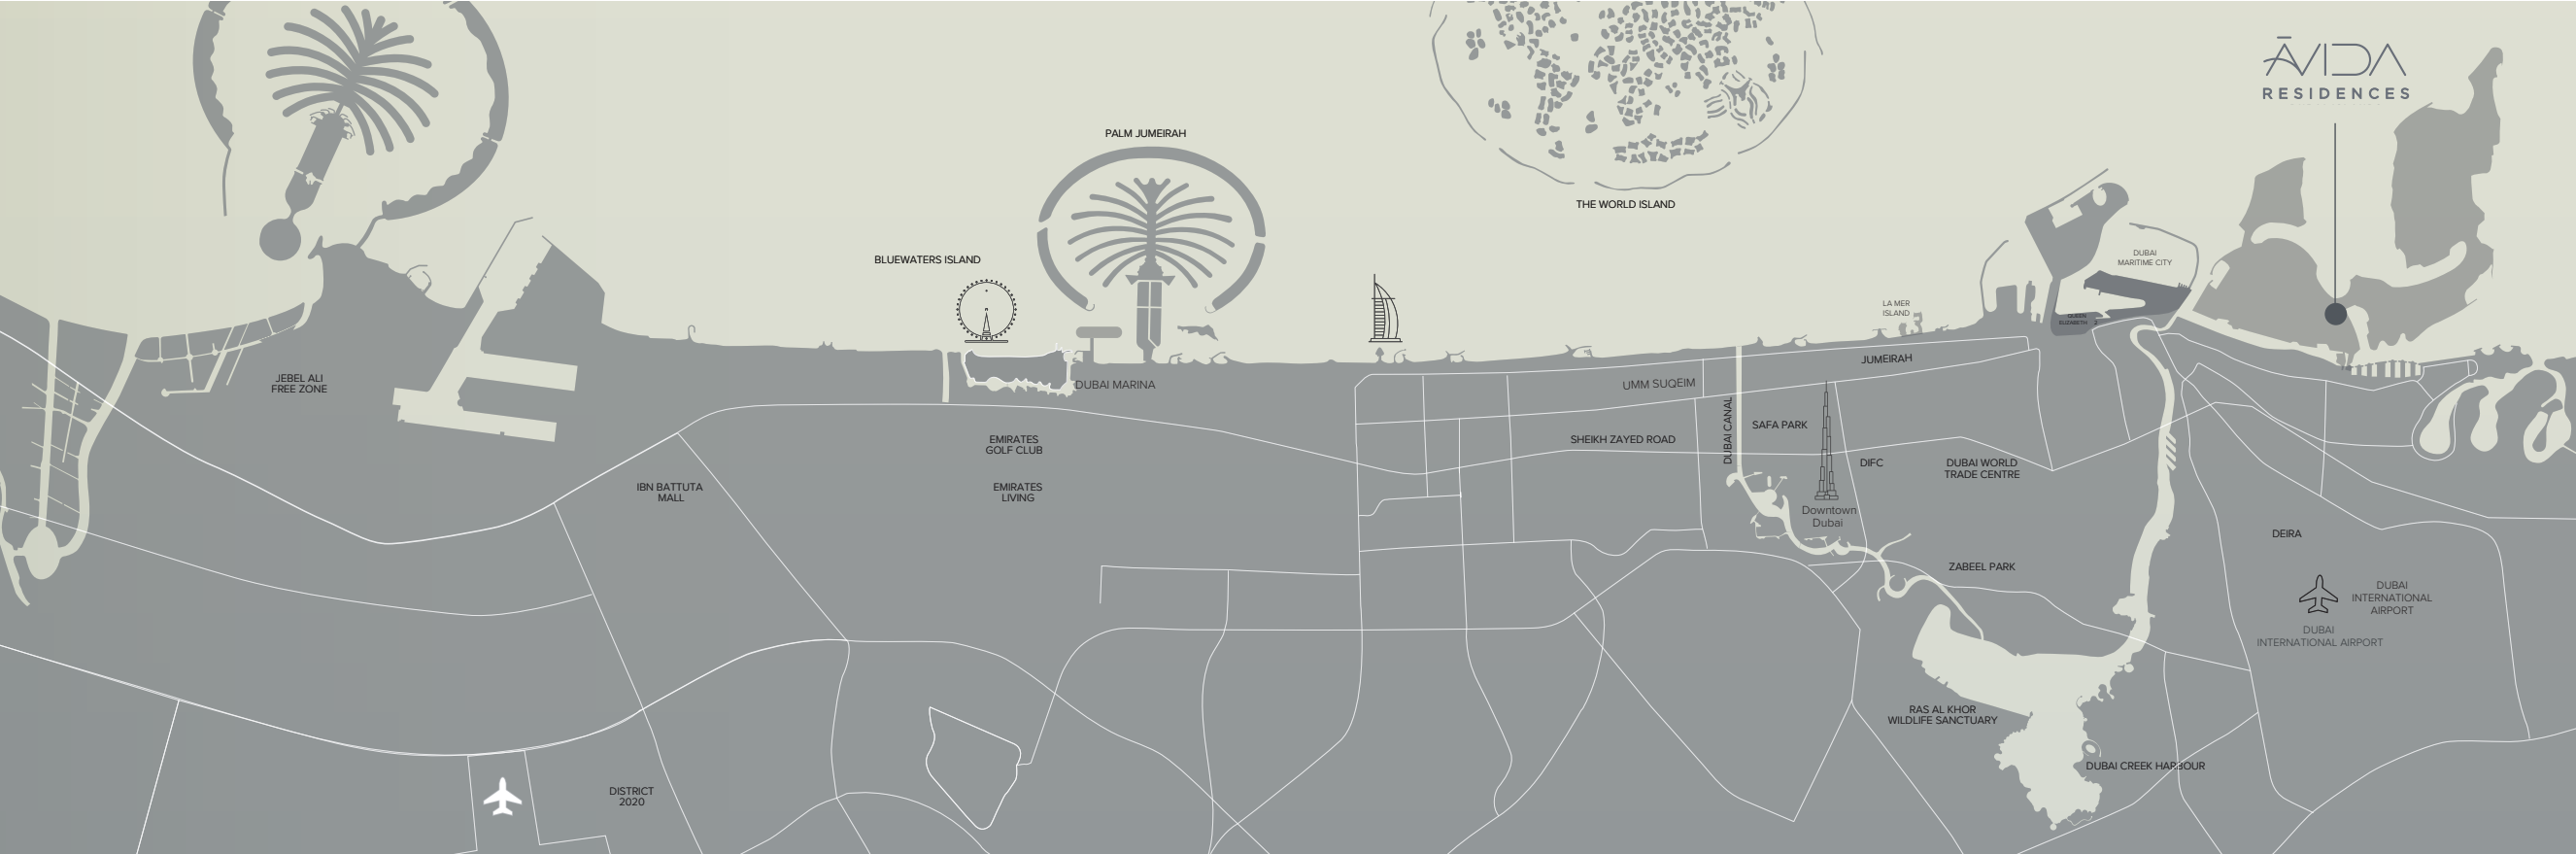 ĀVIDA
RESIDENCES
PALM JUMEIRAH
THE WORLD ISLAND
BLUEWATERS ISLAND
DUBAI
MARITIME CITY
LA MER
ISLAND
QUEEN
ELIZABETH 2
JUMEIRAH
JEBEL ALI
FREE ZONE
DUBAI MARINA
UMM SUQEIM
DUBAI CANAL
SAFA PARK
EMIRATES
GOLF CLUB
SHEIKH ZAYED ROAD
DIFC
DUBAI WORLD
TRADE CENTRE
IBN BATTUTA
MALL
EMIRATES
LIVING
Downtown
Dubai
DEIRA
ZABEEL PARK
DUBAI
INTERNATIONAL
AIRPORT
DUBAI
INTERNATIONAL AIRPORT
RAS AL KHOR
WILDLIFE SANCTUARY
DUBAI CREEK HARBOUR
DISTRICT
2020